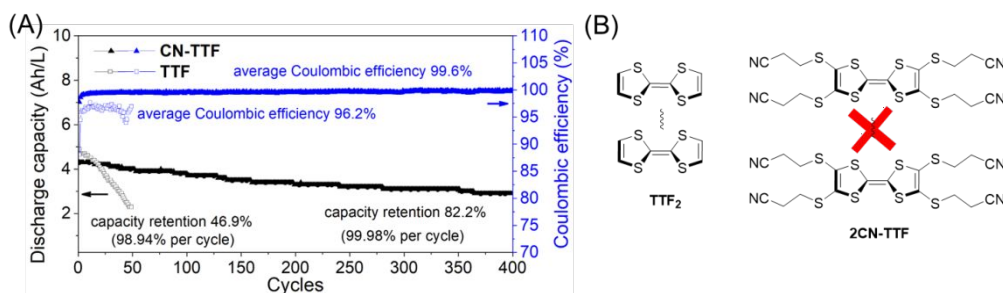 (A)
Discharge capacity (Ah/L)
10
8
6
4
2
CN-TTF
TTF
average Coulombic efficiency 99.6%
average Coulombic efficiency 96.2%
capacity retention 46.9%
(98.94% per cycle)
capacity retention 82.2%
(99.98% per cycle)
0 50 100 150 200 250 300 350 400
Cycles
110
105
100
95
90
85
80
75
70
65
Coulombic efficiency (%)
(B)
S S
S S
S S
S S
TTF₂
NC S S S S CN
NC S S S S CN
NC S S S S CN
NC S S S S CN
2CN-TTF